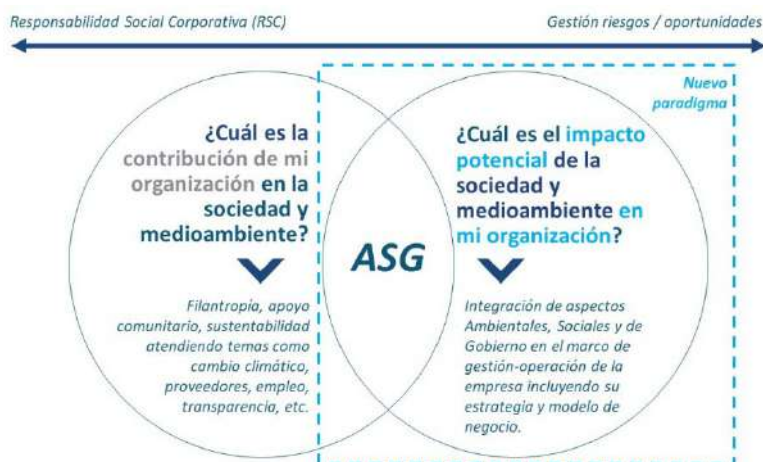 Responsabilidad Social Corporativa (RSC)
Gestión riesgos / oportunidades
Nuevo
paradigma
¿Cuál es la
contribución de mi
organización en la
sociedad y
medioambiente?
Filantropía, apoyo
comunitario, sustentabilidad
atendiendo temas como
cambio climático,
proveedores, empleo,
transparencia, etc.
ASG
¿Cuál es el impacto
potencial de la
sociedad y
medioambiente en
mi organización?
Integración de aspectos
Ambientales, Sociales y de
Gobierno en el marco de
gestión-operación de la
empresa incluyendo su
estrategia y modelo de
negocio.